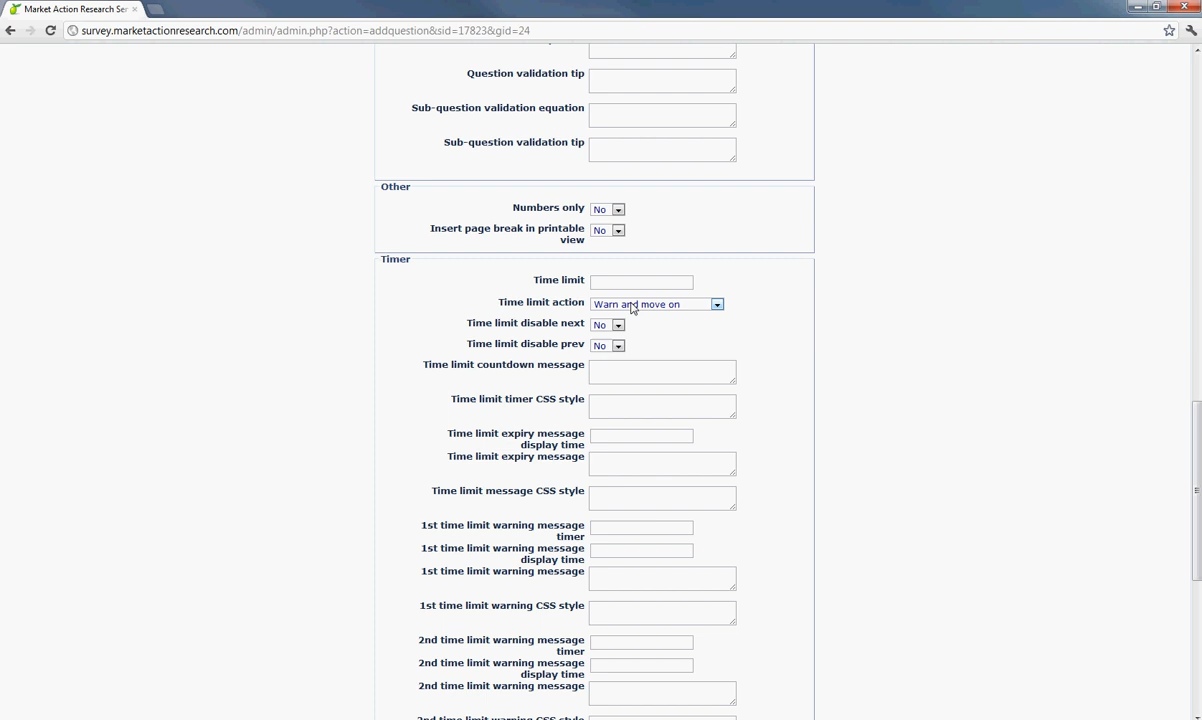 Market Action Research Ser
survey.marketactionresearch.com/admin/admin.php?action=addquestion&sid=17823&gid=24
Question validation tip
Sub-question validation equation
Sub-question validation tip
Other
Numbers only No
Insert page break in printable
view No
Timer
Time limit
Time limit action Warn and move on
Time limit disable next No
Time limit disable prev No
Time limit countdown message
Time limit timer CSS style
Time limit expiry message
display time
Time limit expiry message
Time limit message CSS style
1st time limit warning message
timer
1st time limit warning message
display time
1st time limit warning message
1st time limit warning CSS style
2nd time limit warning message
timer
2nd time limit warning message
display time
2nd time limit warning message
2nd time limit warning CSS style